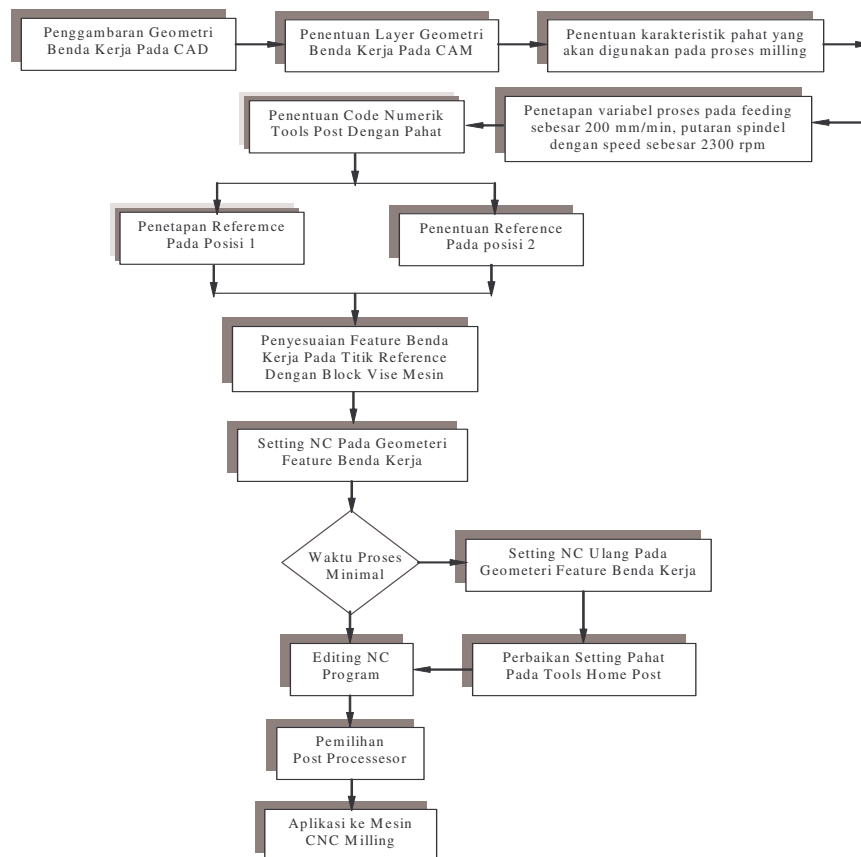 Penggambaran Geometri
Benda Kerja Pada CAD
Penentuan Layer Geometri
Benda Kerja Pada CAM
Penentuan karakteristik pahat yang
akan digunakan pada proses milling
Penentuan Code Numerik
Tools Post Dengan Pahat
Penetapan variabel proses pada feeding
sebesar 200 mm/min, putaran spindel
dengan speed sebesar 2300 rpm
Penetapan Referemce
Pada Posisi 1
Penentuan Reference
Pada posisi 2
Penyesuaian Feature Benda
Kerja Pada Titik Reference
Dengan Block Vise Mesin
Setting NC Pada Geometeri
Feature Benda Kerja
Waktu Proses
Minimal
Setting NC Ulang Pada
Geometeri Feature Benda Kerja
Editing NC
Program
Perbaikan Setting Pahat
Pada Tools Home Post
Pemilihan
Post Processesor
Aplikasi ke Mesin
CNC Milling